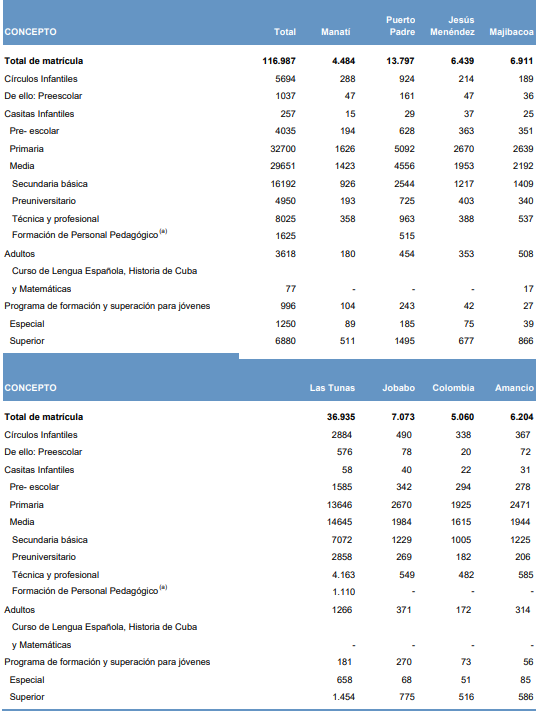 CONCEPTO Total Manatí Puerto Padre Jesús Menéndez Majibacoa
Total de matrícula 116.987 4.484 13.797 6.439 6.911
Círculos Infantiles 5694 288 924 214 189
De ello: Preescolar 1037 47 161 47 36
Casitas Infantiles 257 15 29 37 25
Pre- escolar 4035 194 628 363 351
Primaria 32700 1626 5092 2670 2639
Media 29651 1423 4556 1953 2192
Secundaria básica 16192 926 2544 1217 1409
Preuniversitario 4950 193 725 403 340
Técnica y profesional 8025 358 963 388 537
Formación de Personal Pedagógico (a) 1625 515
Adultos 3618 180 454 353 508
Curso de Lengua Española, Historia de Cuba
y Matemáticas 77 - - - 17
Programa de formación y superación para jóvenes 996 104 243 42 27
Especial 1250 89 185 75 39
Superior 6880 511 1495 677 866
CONCEPTO Las Tunas Jobabo Colombia Amancio
Total de matrícula 36.935 7.073 5.060 6.204
Círculos Infantiles 2884 490 338 367
De ello: Preescolar 576 78 20 72
Casitas Infantiles 58 40 22 31
Pre- escolar 1585 342 294 278
Primaria 13646 2670 1925 2471
Media 14645 1984 1615 1944
Secundaria básica 7072 1229 1005 1225
Preuniversitario 2858 269 182 206
Técnica y profesional 4.163 549 482 585
Formación de Personal Pedagógico (a) 1.110 - - -
Adultos 1266 371 172 314
Curso de Lengua Española, Historia de Cuba
y Matemáticas - - - -
Programa de formación y superación para jóvenes 181 270 73 56
Especial 658 68 51 85
Superior 1.454 775 516 586